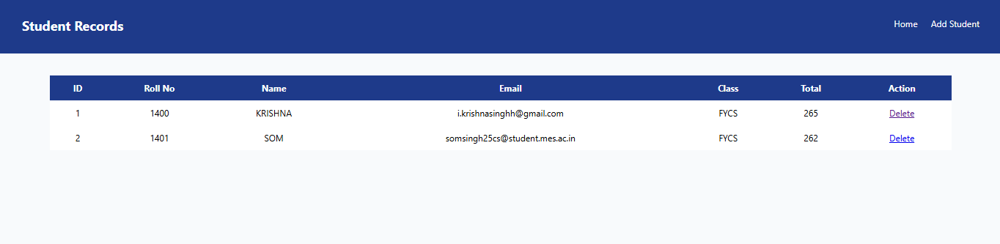 Student Records Home Add Student
ID Roll No Name Email Class Total Action
1 1400 KRISHNA i.krishnasinghh@gmail.com FYCS 265 Delete
2 1401 SOM somsingh25cs@student.mes.ac.in FYCS 262 Delete